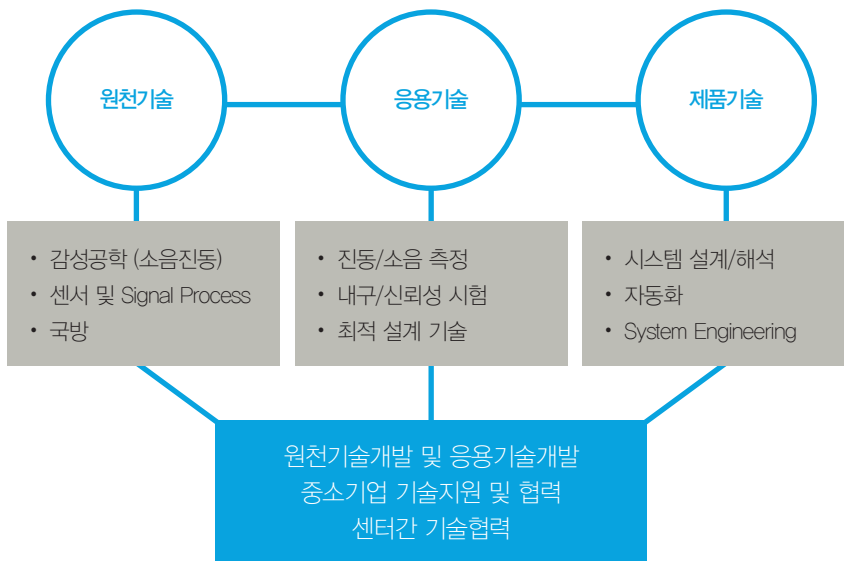 원천기술
응용기술
제품기술
• 감성공학 (소음진동)
• 센서 및 Signal Process
• 국방
• 진동/소음 측정
• 내구/신뢰성 시험
• 최적 설계 기술
• 시스템 설계/해석
• 자동화
• System Engineering
원천기술개발 및 응용기술개발
중소기업 기술지원 및 협력
센터간 기술협력